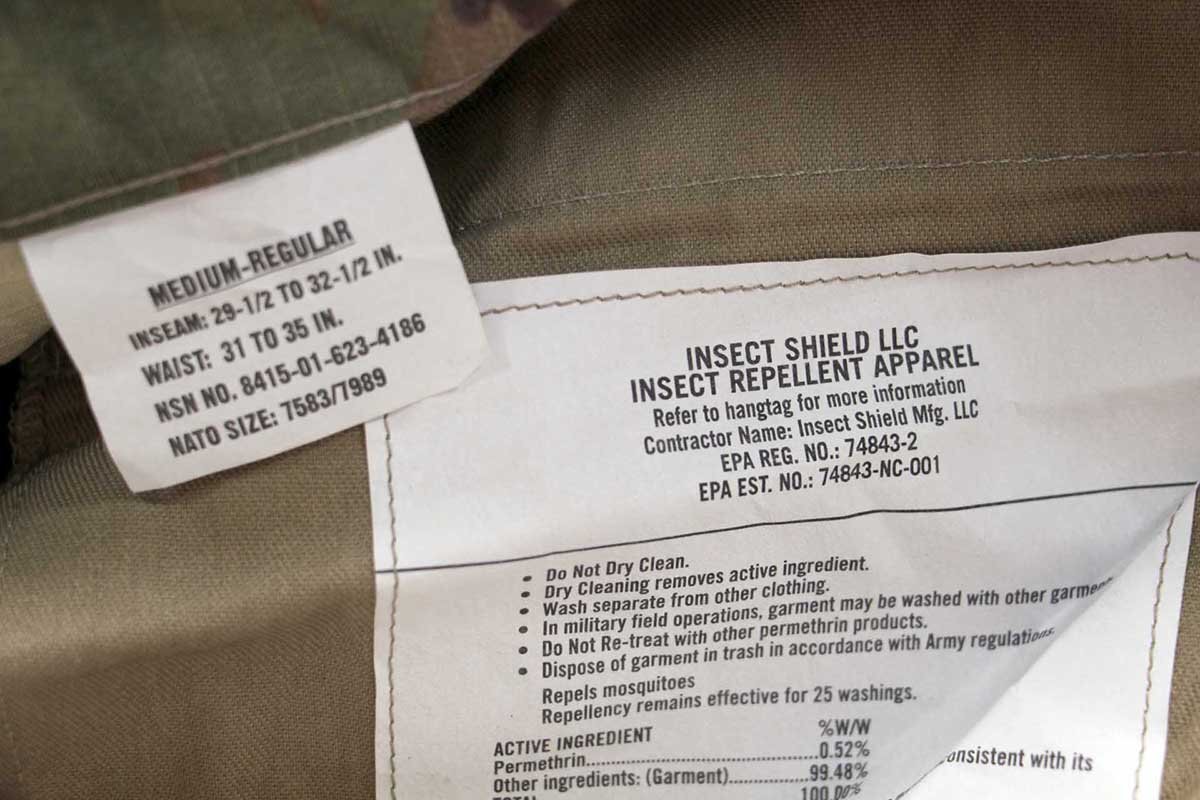 MEDIUM-REGULAR
INSEAM: 29-1/2 TO 32-1/2 IN.
WAIST: 31 TO 35 IN.
NSN NO. 8415-01-623-4186
NATO SIZE: 7583/7989
INSECT SHIELD LLC
INSECT REPELLENT APPAREL
Refer to hangtag for more information
Contractor Name: Insect Shield Mfg. LLC
EPA REG. NO.: 74843-2
EPA EST. NO.: 74843-NC-001
• Do Not Dry Clean.
• Dry Cleaning removes active ingredient.
• Wash separate from other clothing.
• In military field operations, garment may be washed with other garmen
• Do Not Re-treat with other permethrin products.
• Dispose of garment in trash in accordance with Army regulations.
Repels mosquitoes
Repellency remains effective for 25 washings.
ACTIVE INGREDIENT %W/W
Permethrin..............................0.52%
Other ingredients: (Garment)..............99.48%
TOTAL 100.00%
consistent with its